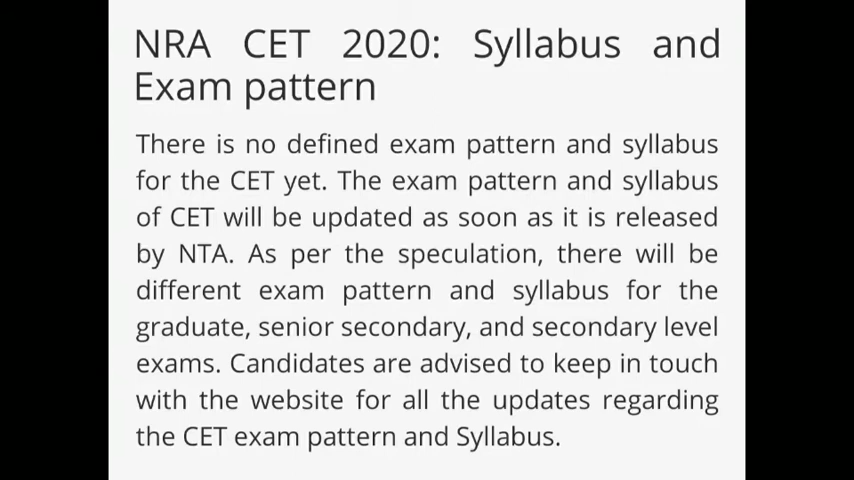 NRA CET 2020: Syllabus and
Exam pattern
There is no defined exam pattern and syllabus
for the CET yet. The exam pattern and syllabus
of CET will be updated as soon as it is released
by NTA. As per the speculation, there will be
different exam pattern and syllabus for the
graduate, senior secondary, and secondary level
exams. Candidates are advised to keep in touch
with the website for all the updates regarding
the CET exam pattern and Syllabus.